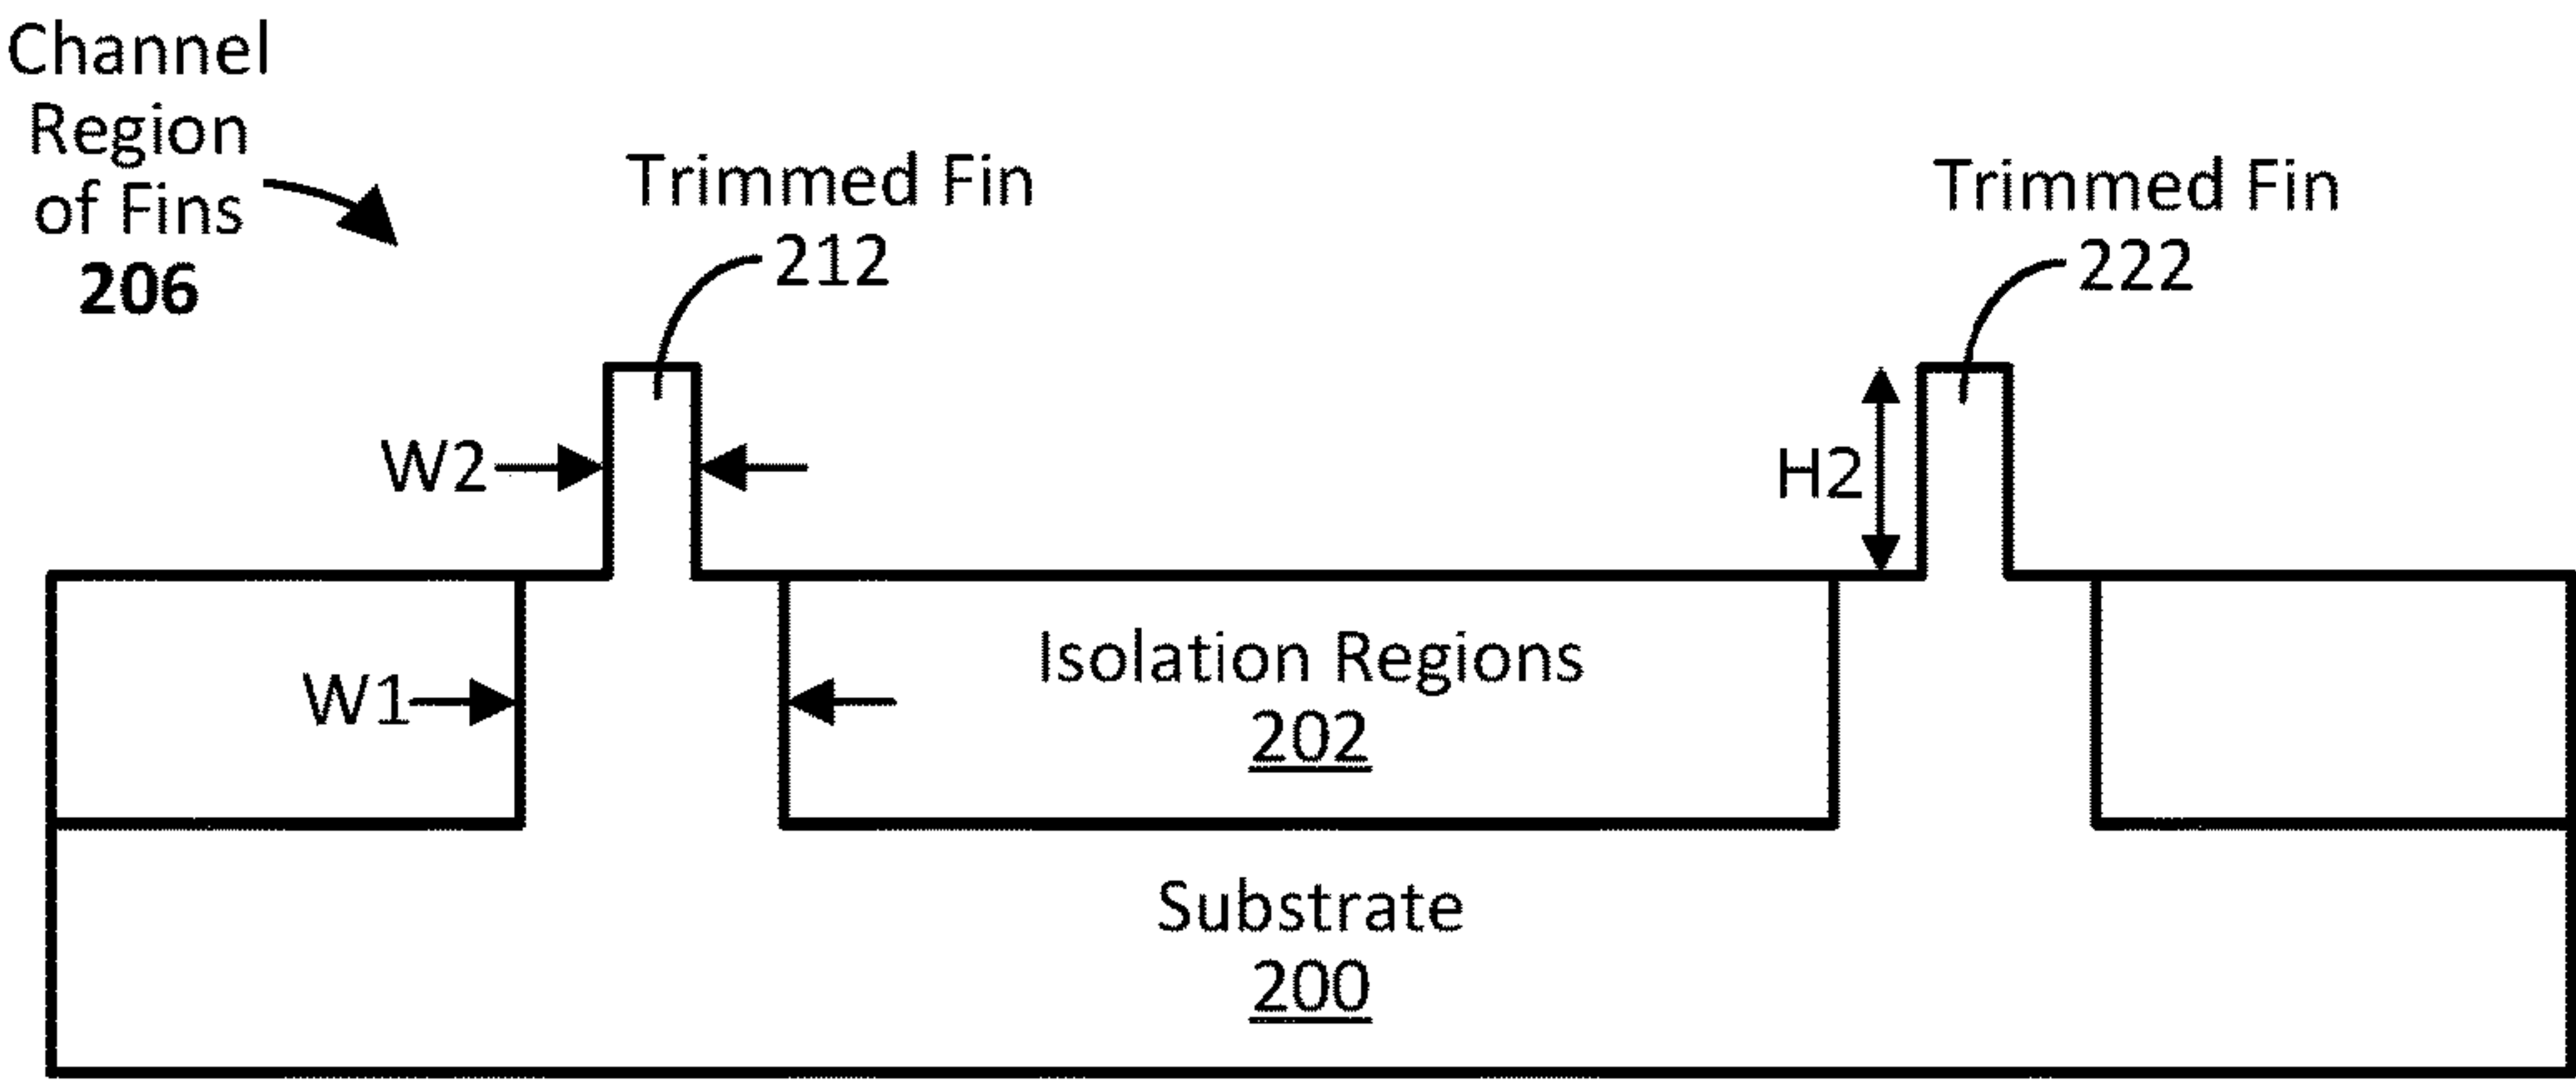 Channel
Region
of Fins
206
Trimmed Fin
212
Trimmed Fin
222
W2
H2
W1
Isolation Regions
202
Substrate
200